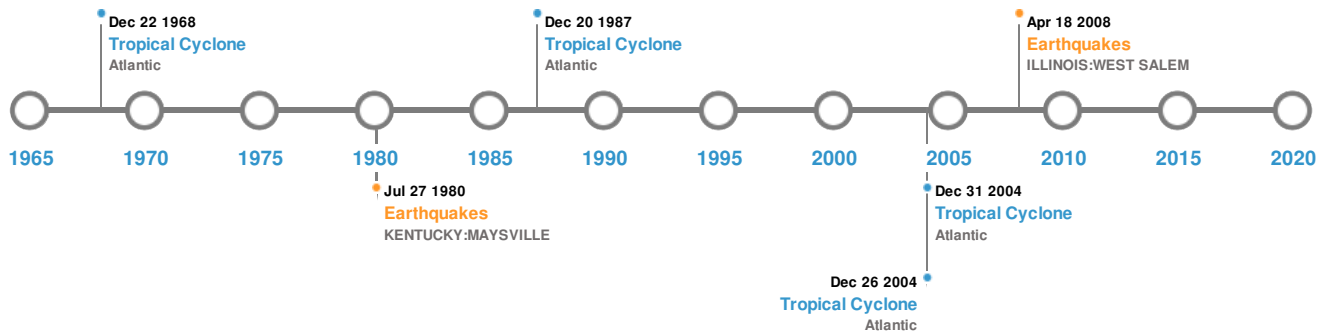 Dec 22 1968
Tropical Cyclone
Atlantic
Dec 20 1987
Tropical Cyclone
Atlantic
Apr 18 2008
Earthquakes
ILLINOIS:WEST SALEM
1965 1970 1975 1980 1985 1990 1995 2000 2005 2010 2015 2020
Jul 27 1980
Earthquakes
KENTUCKY:MAYSVILLE
Dec 31 2004
Tropical Cyclone
Atlantic
Dec 26 2004
Tropical Cyclone
Atlantic